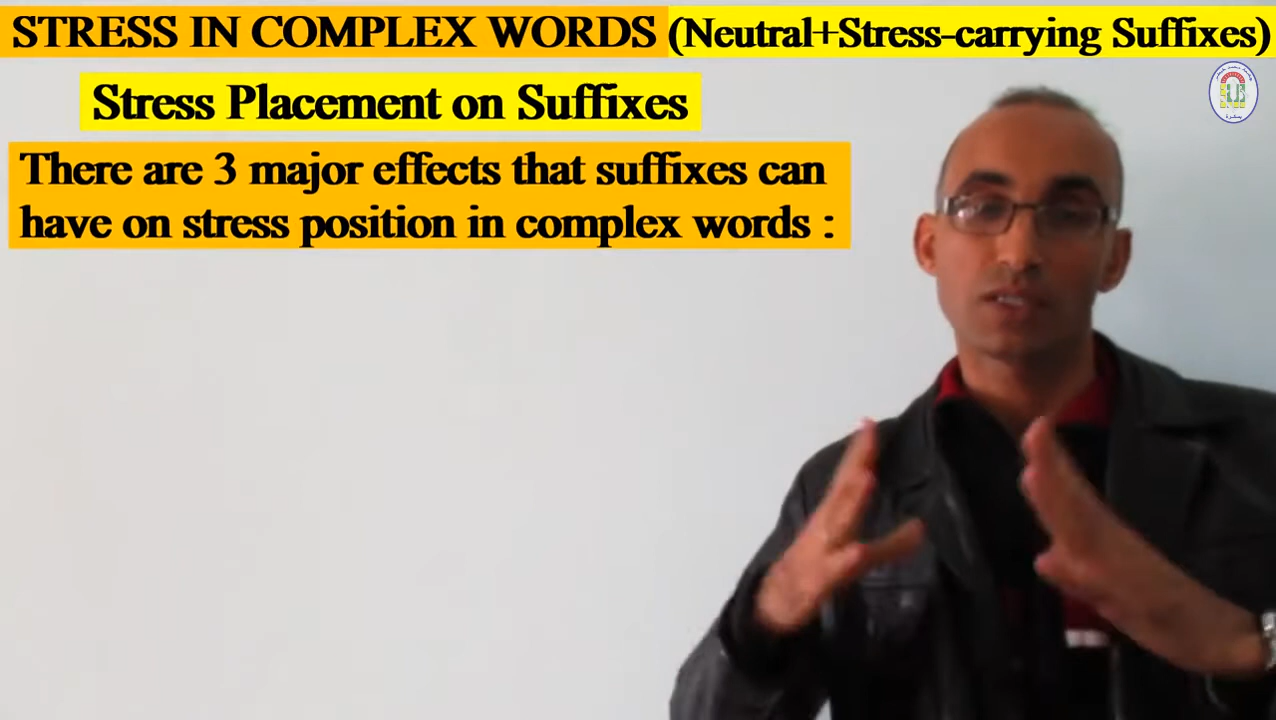 STRESS IN COMPLEX WORDS (Neutral+Stress-carrying Suffixes)
Stress Placement on Suffixes
There are 3 major effects that suffixes can
have on stress position in complex words :